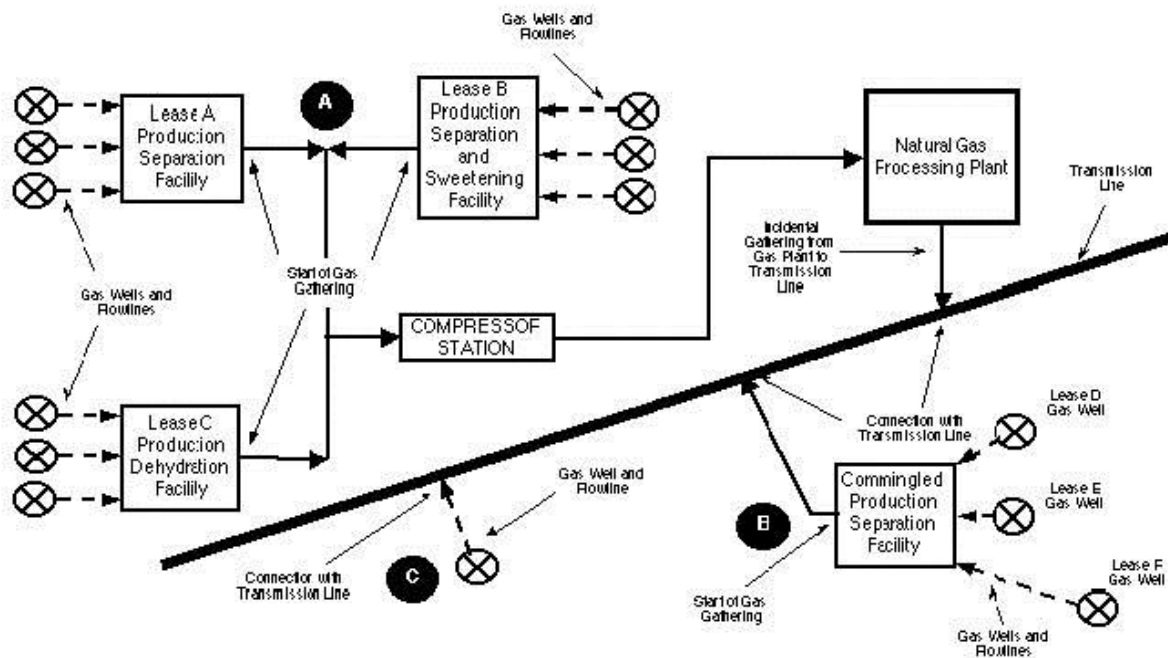 Gas Wells and
Flowlines
A
Lease A
Production
Separation
Facility
Lease B
Production
Separation
and
Sweetening
Facility
Natural Gas
Processing Plant
Transmission
Line
Incidental
Gathering from
Gas Plant to
Transmission
Line
Start of Gas
Gathering
Gas Wells and
Flowlines
COMPRESSOF
STATION
Lease C
Production
Dehydration
Facility
Gas Well and
Flowline
Connection with
Transmission Line
Lease D
Gas Well
Commingled
Production
Separation
Facility
Lease E
Gas Well
B
C
Connection with
Transmission Line
Start of Gas
Gathering
Lease F
Gas Well
Gas Wells and
Flowlines